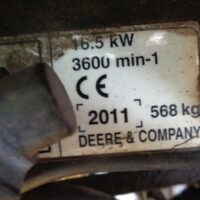 16.5 kW
3600 min-1
CE
2011 568 kg
DEERE & COMPANY